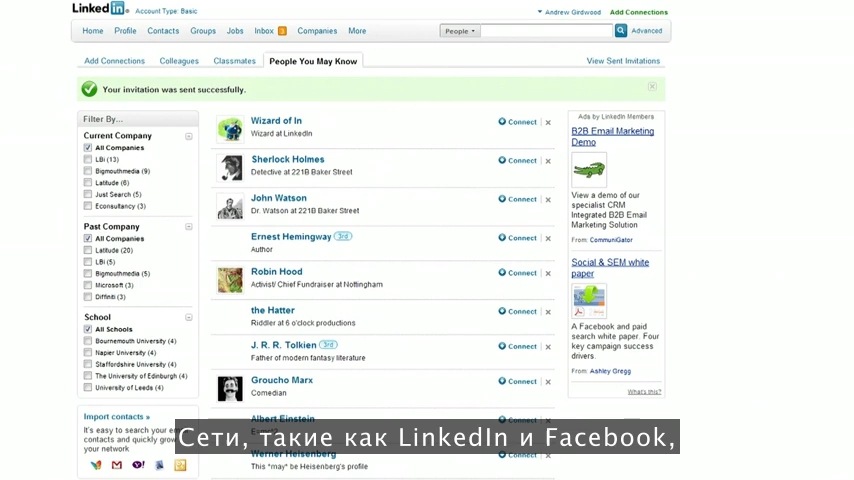 LinkedIn Account Type: Basic
Andrew Girdwood Add Connections
Home Profile Contacts Groups Jobs Inbox 3 Companies More
People Advanced
Add Connections Colleagues Classmates People You May Know View Sent Invitations
Your invitation was sent successfully.
Filter By...
Current Company
All Companies
LBi (13)
Bigmouthmedia (9)
Latitude (6)
Just Search (5)
Econsultancy (3)
Past Company
All Companies
Latitude (20)
LBi (5)
Bigmouthmedia (5)
Microsoft (3)
Diffiniti (3)
School
All Schools
Bournemouth University (4)
Napier University (4)
Staffordshire University (4)
The University of Edinburgh (4)
University of Leeds (4)
Import contacts »
It's easy to search your
contacts and quickly grow
network
Wizard of In
Wizard at LinkedIn
Connect
Sherlock Holmes
Detective at 221B Baker Street
Connect
John Watson
Dr. Watson at 221B Baker Street
Connect
Ernest Hemingway 3rd
Author
Connect
Robin Hood
Activist/ Chief Fundraiser at Nottingham
Connect
the Hatter
Riddler at 6 o'clock productions
Connect
J. R. R. Tolkien 3rd
Father of modern fantasy literature
Connect
Groucho Marx
Comedian
Connect
Albert Einstein
Connect
Werner Heisenberg
This "may" be Heisenberg's profile
Connect
Ads by LinkedIn Members
B2B Email Marketing
Demo
View a demo of our
specialist CRM
Integrated B2B Email
Marketing Solution
From: CommuniGator
Social & SEM white
paper
A Facebook and paid
search white paper. Four
key campaign success
drivers.
From: Ashley Gregg
What's this?
Сети, такие как LinkedIn и Facebook,